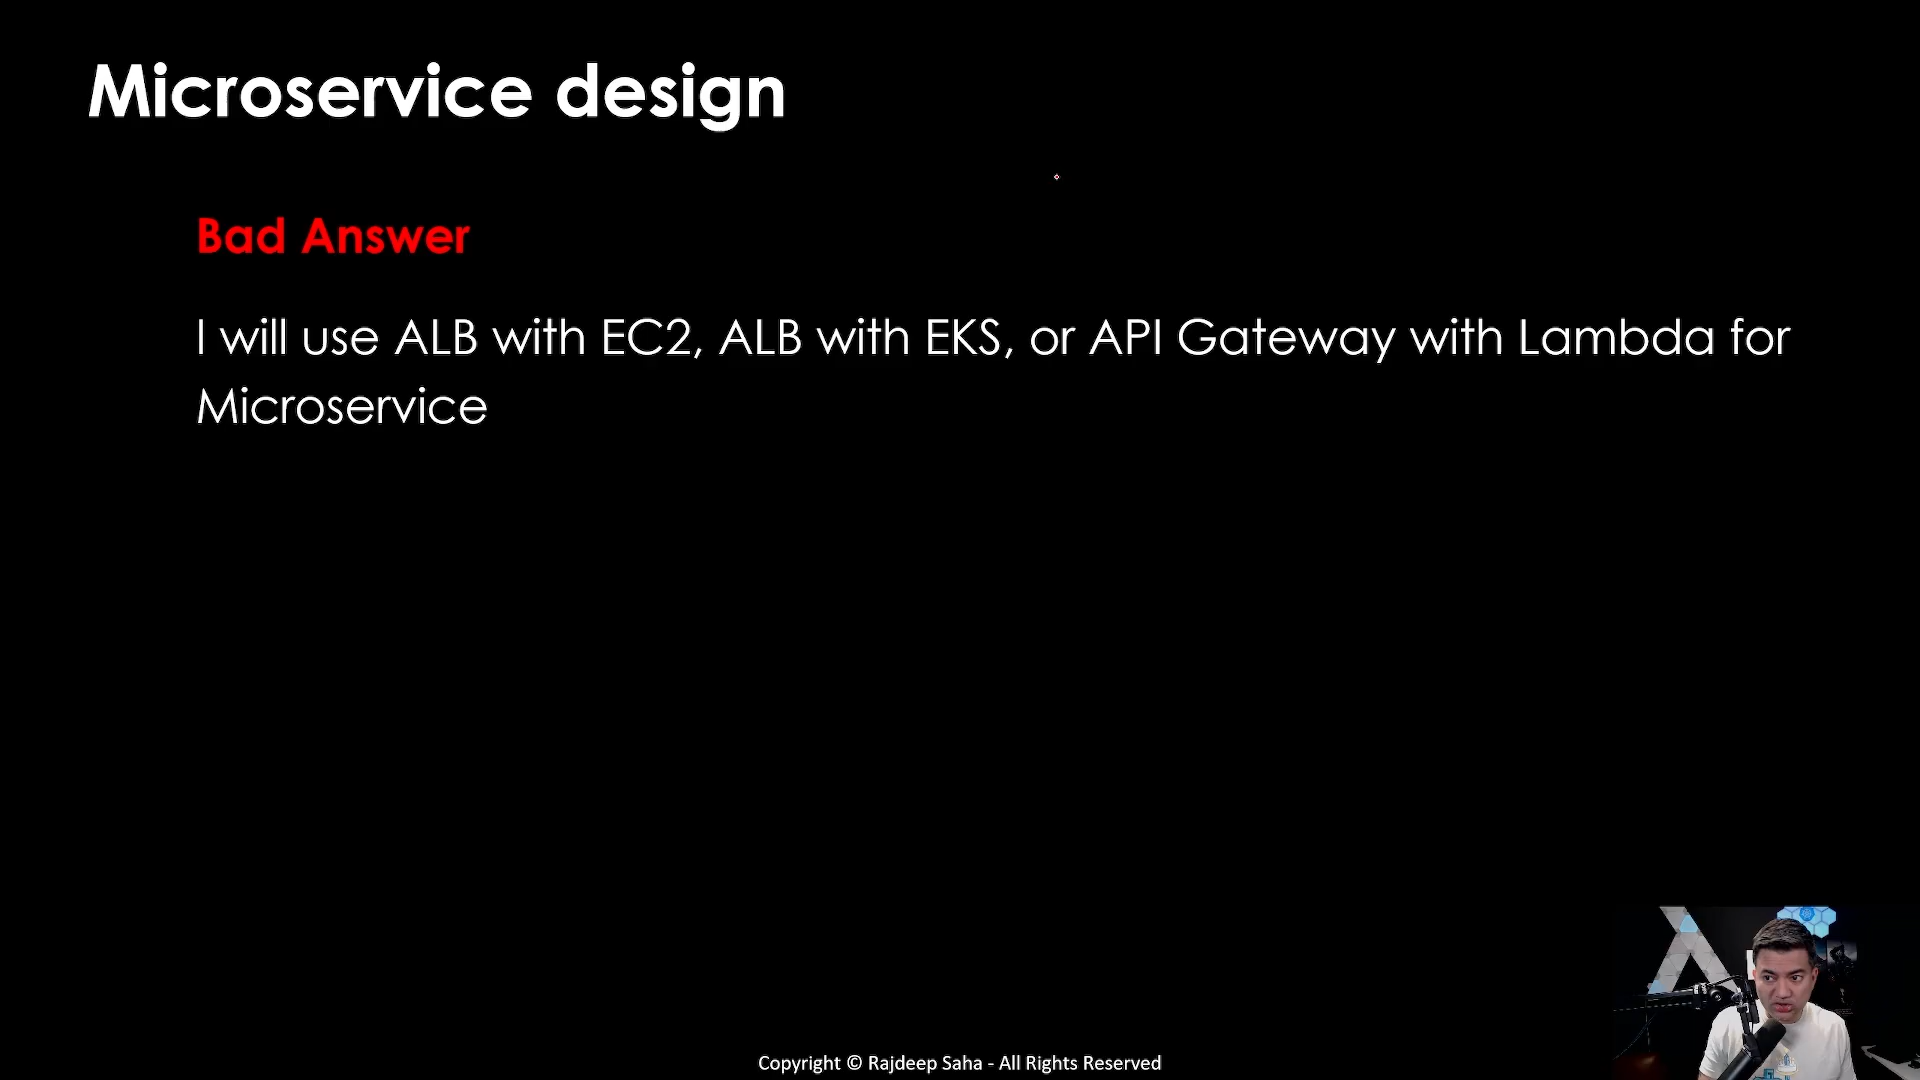 Microservice design
Bad Answer
I will use ALB with EC2, ALB with EKS, or API Gateway with Lambda for
Microservice
Copyright © Rajdeep Saha - All Rights Reserved